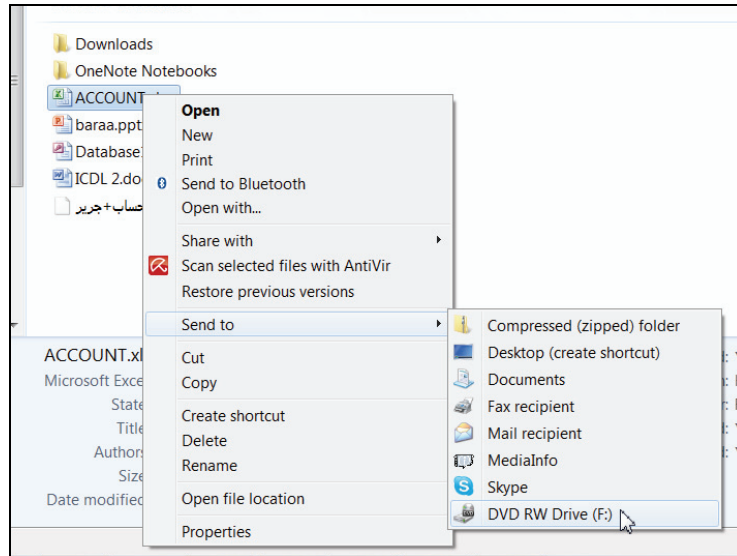 Downloads
OneNote Notebooks
ACCOUNT
baraa.ppt
Database
ICDL 2.do
حساب+جرير
Open
New
Print
Send to Bluetooth
Open with...
Share with
Scan selected files with AntiVir
Restore previous versions
Send to
Cut
Copy
Create shortcut
Delete
Rename
Open file location
Properties
Compressed (zipped) folder
Desktop (create shortcut)
Documents
Fax recipient
Mail recipient
MediaInfo
Skype
DVD RW Drive (F:)
ACCOUNT.xl
Microsoft Exce
State
Title
Author
Size
Date modified